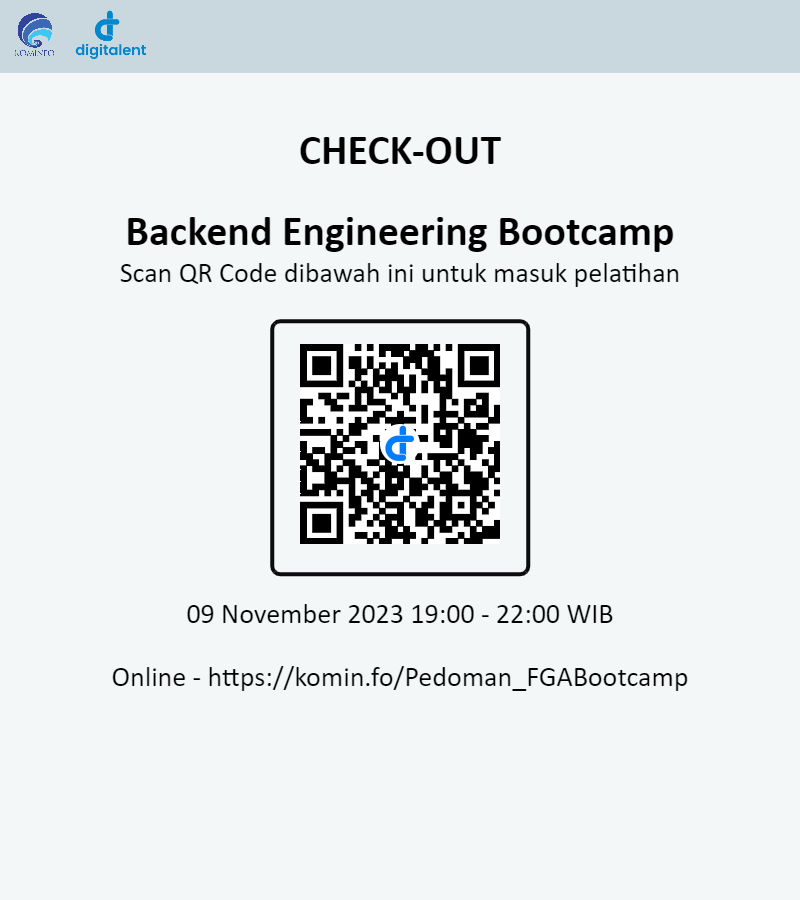 KOMINFO
digitalent
CHECK-OUT
Backend Engineering Bootcamp
Scan QR Code dibawah ini untuk masuk pelatihan
09 November 2023 19:00 - 22:00 WIB
Online - https://komin.fo/Pedoman_FGABootcamp